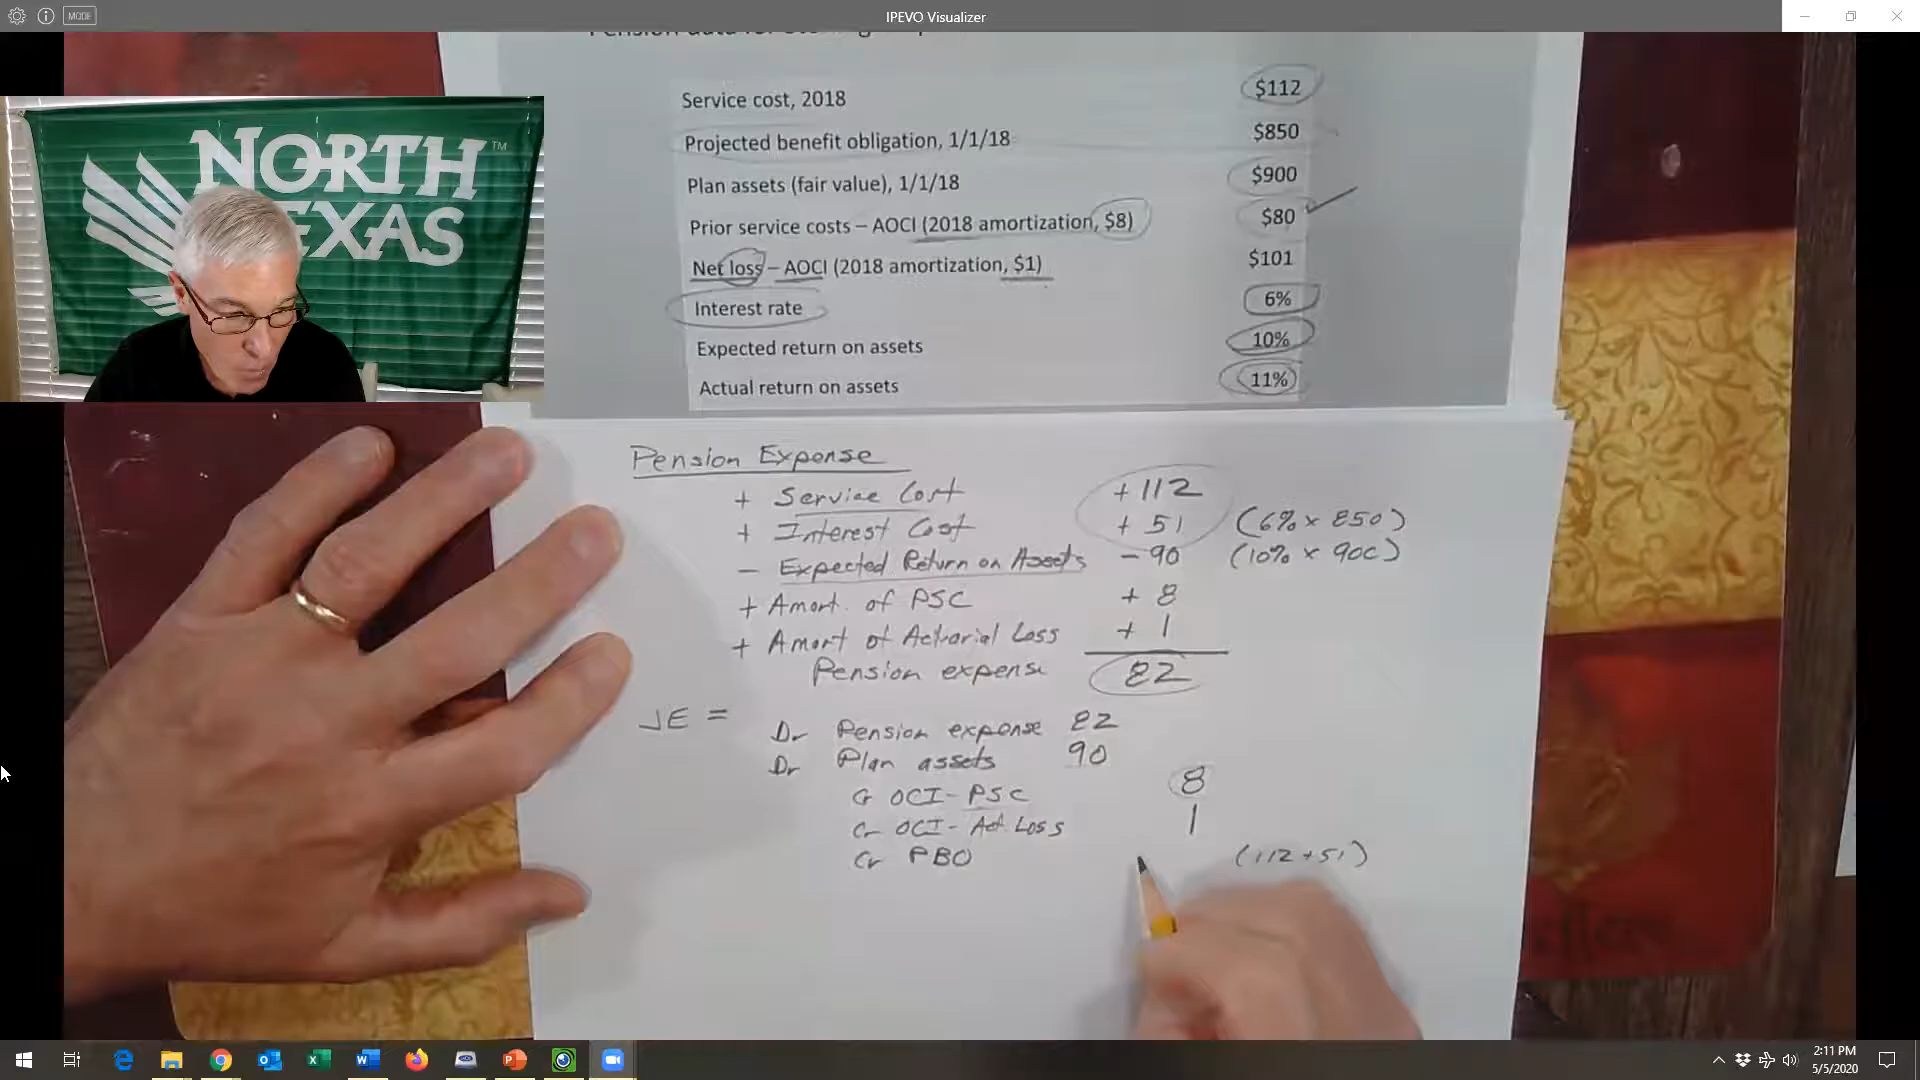 MODE
IPEVO Visualizer
NORTH
TEXAS
TM
Service cost, 2018 $112
Projected benefit obligation, 1/1/18 $850
Plan assets (fair value), 1/1/18 $900
Prior service costs – AOCI (2018 amortization, $8) $80
Net loss – AOCI (2018 amortization, $1) $101
Interest rate 6%
Expected return on assets 10%
Actual return on assets 11%
Pension Expense
+ Service Cost +112
+ Interest Cost + 51 (6% x 850)
– Expected Return on Assets – 90 (10% x 900)
+ Amort. of PSC + 8
+ Amort of Actuarial Loss + 1
Pension expense 82
JE =
Dr Pension expense 82
Dr Plan assets 90
Cr OCI - PSC 8
Cr OCI - Act. Loss 1
Cr PBO (112 + 51)
2:11 PM
5/5/2020